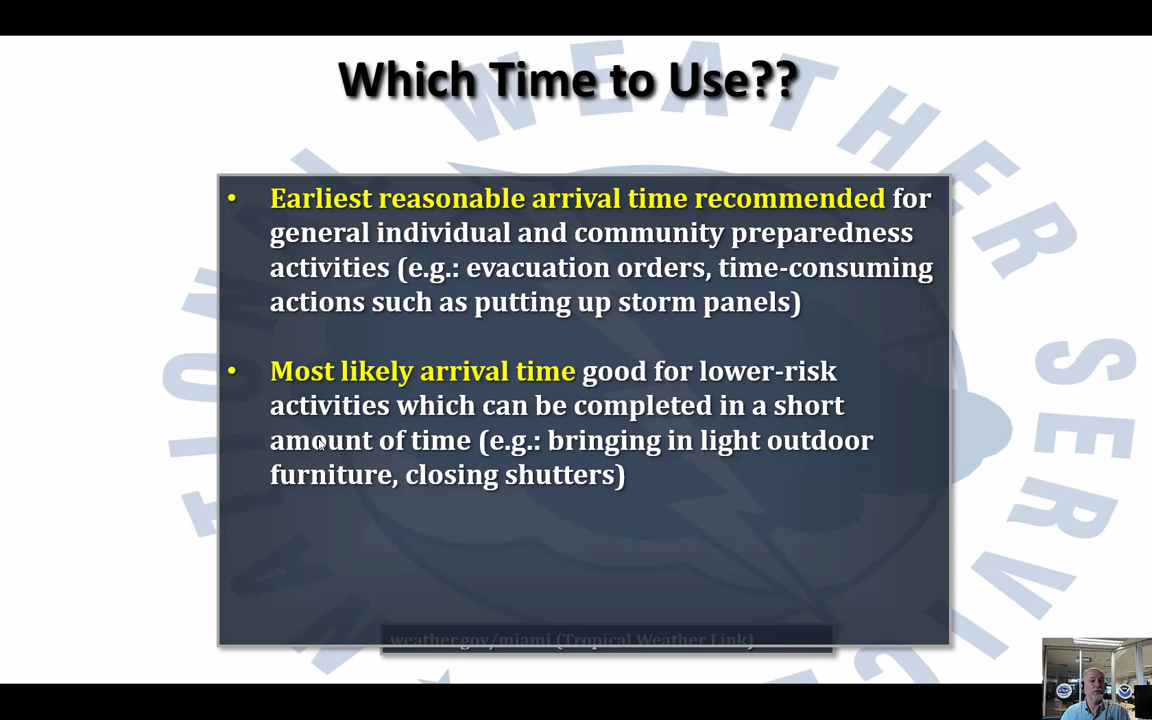 Which Time to Use??
• Earliest reasonable arrival time recommended for
general individual and community preparedness
activities (e.g.: evacuation orders, time-consuming
actions such as putting up storm panels)
• Most likely arrival time good for lower-risk
activities which can be completed in a short
amount of time (e.g.: bringing in light outdoor
furniture, closing shutters)
weather.gov/miami (Tropical Weather Link)